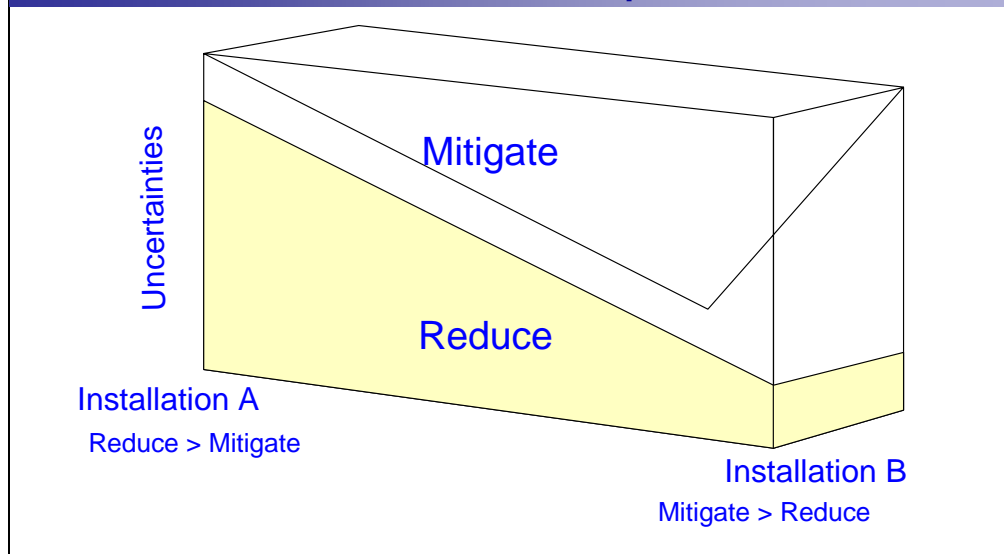 Uncertainties
Mitigate
Reduce
Installation A
Reduce > Mitigate
Installation B
Mitigate > Reduce